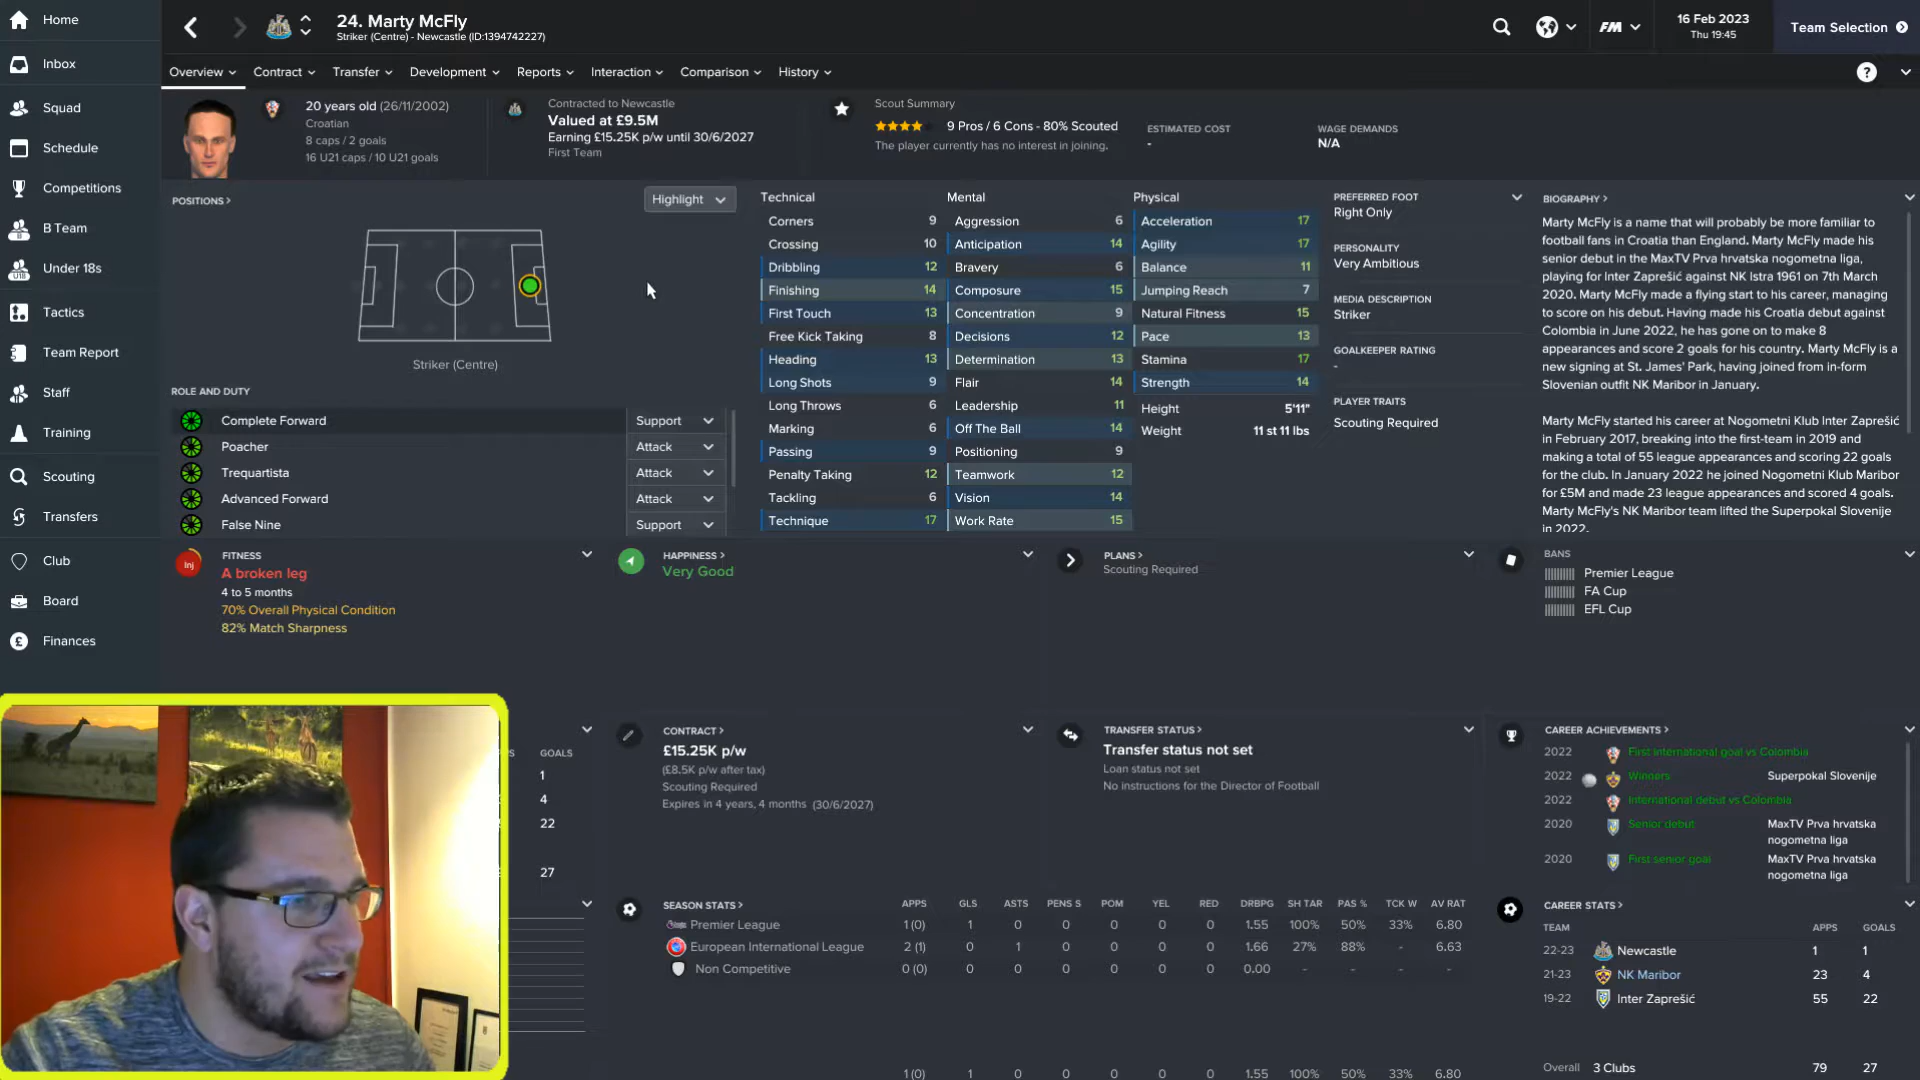 Home
Inbox
Squad
Schedule
Competitions
B Team
Under 18s
Tactics
Team Report
Staff
Training
Scouting
Transfers
Club
Board
Finances
24. Marty McFly
Striker (Centre) - Newcastle (ID:1394742227)
FM
16 Feb 2023
Thu 19:45
Team Selection
Overview
Contract
Transfer
Development
Reports
Interaction
Comparison
History
?
20 years old (26/11/2002)
Croatian
8 caps / 2 goals
16 U21 caps / 10 U21 goals
Contracted to Newcastle
Valued at £9.5M
Earning £15.25K p/w until 30/6/2027
First Team
Scout Summary
9 Pros / 6 Cons - 80% Scouted
The player currently has no interest in joining.
ESTIMATED COST
-
WAGE DEMANDS
N/A
POSITIONS >
Highlight
Striker (Centre)
ROLE AND DUTY
Complete Forward Support
Poacher Attack
Trequartista Attack
Advanced Forward Attack
False Nine Support
Technical
Corners 9
Crossing 10
Dribbling 12
Finishing 14
First Touch 13
Free Kick Taking 8
Heading 13
Long Shots 9
Long Throws 6
Marking 6
Passing 9
Penalty Taking 12
Tackling 6
Technique 17
Mental
Aggression 6
Anticipation 14
Bravery 6
Composure 15
Concentration 9
Decisions 12
Determination 13
Flair 14
Leadership 11
Off The Ball 14
Positioning 9
Teamwork 12
Vision 14
Work Rate 15
Physical
Acceleration 17
Agility 17
Balance 11
Jumping Reach 7
Natural Fitness 15
Pace 13
Stamina 17
Strength 14
Height 5'11"
Weight 11 st 11 lbs
PREFERRED FOOT
Right Only
PERSONALITY
Very Ambitious
MEDIA DESCRIPTION
Striker
GOALKEEPER RATING
-
PLAYER TRAITS
Scouting Required
BIOGRAPHY >
Marty McFly is a name that will probably be more familiar to
football fans in Croatia than England. Marty McFly made his
senior debut in the MaxTV Prva hrvatska nogometna liga,
playing for Inter Zaprešić against NK Istra 1961 on 7th March
2020. Marty McFly made a flying start to his career, managing
to score on his debut. Having made his Croatia debut against
Colombia in June 2022, he has gone on to make 8
appearances and score 2 goals for his country. Marty McFly is a
new signing at St. James' Park, having joined from in-form
Slovenian outfit NK Maribor in January.
Marty McFly started his career at Nogometni Klub Inter Zaprešić
in February 2017, breaking into the first-team in 2019 and
making a total of 55 league appearances and scoring 22 goals
for the club. In January 2022 he joined Nogometni Klub Maribor
for £5M and made 23 league appearances and scored 4 goals.
Marty McFly's NK Maribor team lifted the Superpokal Slovenije
in 2022.
Inj
FITNESS
A broken leg
4 to 5 months
70% Overall Physical Condition
82% Match Sharpness
HAPPINESS >
Very Good
PLANS >
Scouting Required
BANS
Premier League
FA Cup
EFL Cup
GOALS
1
4
22
27
CONTRACT >
£15.25K p/w
(£8.5K p/w after tax)
Scouting Required
Expires in 4 years, 4 months (30/6/2027)
TRANSFER STATUS >
Transfer status not set
Loan status not set
No instructions for the Director of Football
CAREER ACHIEVEMENTS >
2022 First international goal vs Colombia
2022 Winners Superpokal Slovenije
2022 International debut vs Colombia
2020 Senior debut MaxTV Prva hrvatska
nogometna liga
2020 First senior goal MaxTV Prva hrvatska
nogometna liga
SEASON STATS > APPS GLS ASTS PENS S POM YEL RED DRBPG SH TAR PAS % TCK W AV RAT
Premier League 1 (0) 1 0 0 0 0 0 1.55 100% 50% 33% 6.80
European International League 2 (1) 0 1 0 0 0 0 1.66 27% 88% - 6.63
Non Competitive 0 (0) 0 0 0 0 0 0 0.00 - - - -
1 (0) 1 0 0 0 0 0 1.55 100% 50% 33% 6.80
CAREER STATS >
TEAM APPS GOALS
22-23 Newcastle 1 1
21-23 NK Maribor 23 4
19-22 Inter Zaprešić 55 22
Overall 3 Clubs 79 27